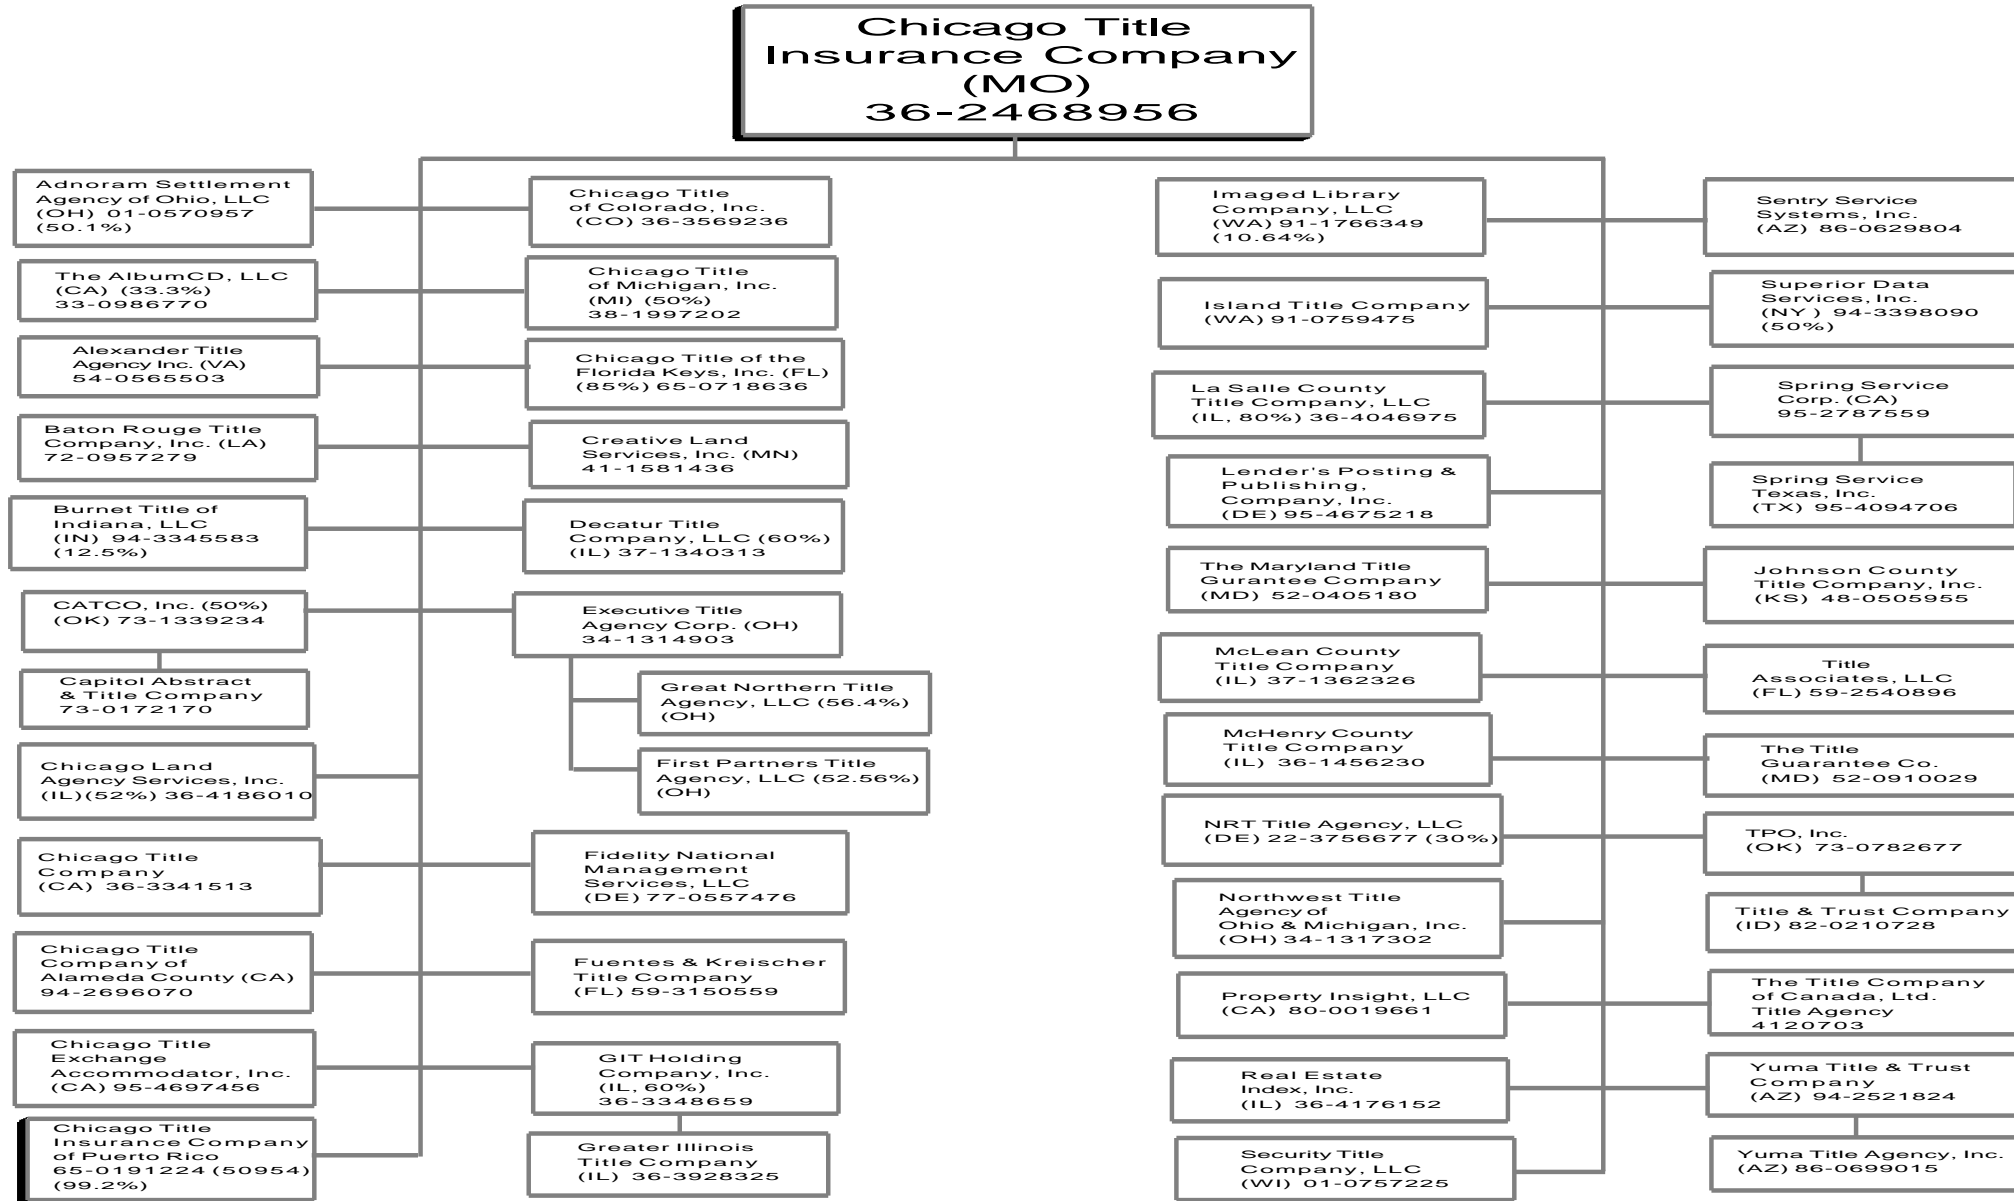 Chicago Title
Insurance Company
(MO)
36-2468956
Adnoram Settlement
Agency of Ohio, LLC
(OH) 01-0570957
(50.1%)
The AlbumCD, LLC
(CA) (33.3%)
33-0986770
Alexander Title
Agency Inc. (VA)
54-0565503
Baton Rouge Title
Company, Inc. (LA)
72-0957279
Burnet Title of
Indiana, LLC
(IN) 94-3345583
(12.5%)
CATCO, Inc. (50%)
(OK) 73-1339234
Capitol Abstract
& Title Company
73-0172170
Chicago Land
Agency Services, Inc.
(IL)(52%) 36-4186010
Chicago Title
Company
(CA) 36-3341513
Chicago Title
Company of
Alameda County (CA)
94-2696070
Chicago Title
Exchange
Accommodator, Inc.
(CA) 95-4697456
Chicago Title
Insurance Company
of Puerto Rico
65-0191224 (50954)
(99.2%)
Chicago Title
of Colorado, Inc.
(CO) 36-3569236
Chicago Title
of Michigan, Inc.
(MI) (50%)
38-1997202
Chicago Title of the
Florida Keys, Inc. (FL)
(85%) 65-0718636
Creative Land
Services, Inc. (MN)
41-1581436
Decatur Title
Company, LLC (60%)
(IL) 37-1340313
Executive Title
Agency Corp. (OH)
34-1314903
Great Northern Title
Agency, LLC (56.4%)
(OH)
First Partners Title
Agency, LLC (52.56%)
(OH)
Fidelity National
Management
Services, LLC
(DE) 77-0557476
Fuentes & Kreischer
Title Company
(FL) 59-3150559
GIT Holding
Company, Inc.
(IL, 60%)
36-3348659
Greater Illinois
Title Company
(IL) 36-3928325
Imaged Library
Company, LLC
(WA) 91-1766349
(10.64%)
Island Title Company
(WA) 91-0759475
La Salle County
Title Company, LLC
(IL, 80%) 36-4046975
Lender's Posting &
Publishing,
Company, Inc.
(DE) 95-4675218
The Maryland Title
Gurantee Company
(MD) 52-0405180
McLean County
Title Company
(IL) 37-1362326
McHenry County
Title Company
(IL) 36-1456230
NRT Title Agency, LLC
(DE) 22-3756677 (30%)
Northwest Title
Agency of
Ohio & Michigan, Inc.
(OH) 34-1317302
Property Insight, LLC
(CA) 80-0019661
Real Estate
Index, Inc.
(IL) 36-4176152
Security Title
Company, LLC
(WI) 01-0757225
Sentry Service
Systems, Inc.
(AZ) 86-0629804
Superior Data
Services, Inc.
(NY ) 94-3398090
(50%)
Spring Service
Corp. (CA)
95-2787559
Spring Service
Texas, Inc.
(TX) 95-4094706
Johnson County
Title Company, Inc.
(KS) 48-0505955
Title
Associates, LLC
(FL) 59-2540896
The Title
Guarantee Co.
(MD) 52-0910029
TPO, Inc.
(OK) 73-0782677
Title & Trust Company
(ID) 82-0210728
The Title Company
of Canada, Ltd.
Title Agency
4120703
Yuma Title & Trust
Company
(AZ) 94-2521824
Yuma Title Agency, Inc.
(AZ) 86-0699015